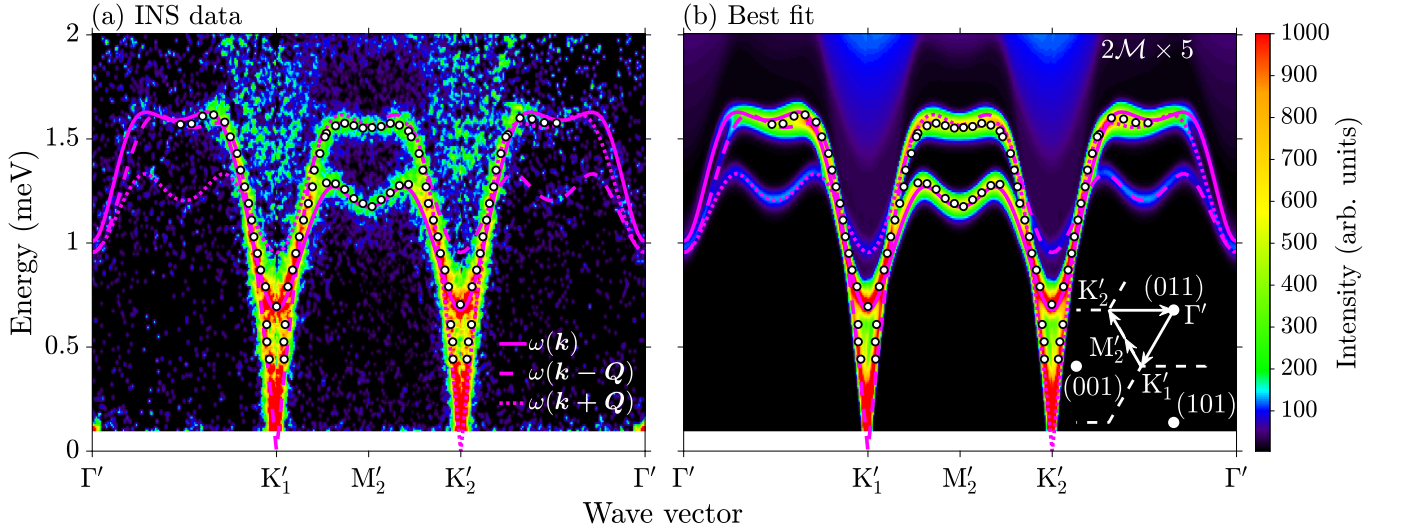 (a) INS data
(b) Best fit
2
1.5
1
0.5
0
Energy (meV)
ω(k)
ω(k − Q)
ω(k + Q)
Γ′ K′₁ M′₂ K′₂ Γ′
2ℳ × 5
K′₂ (011)
Γ′
M′₂
(001) K′₁
(101)
Γ′ K′₁ M′₂ K′₂ Γ′
Wave vector
1000
900
800
700
600
500
400
300
200
100
Intensity (arb. units)